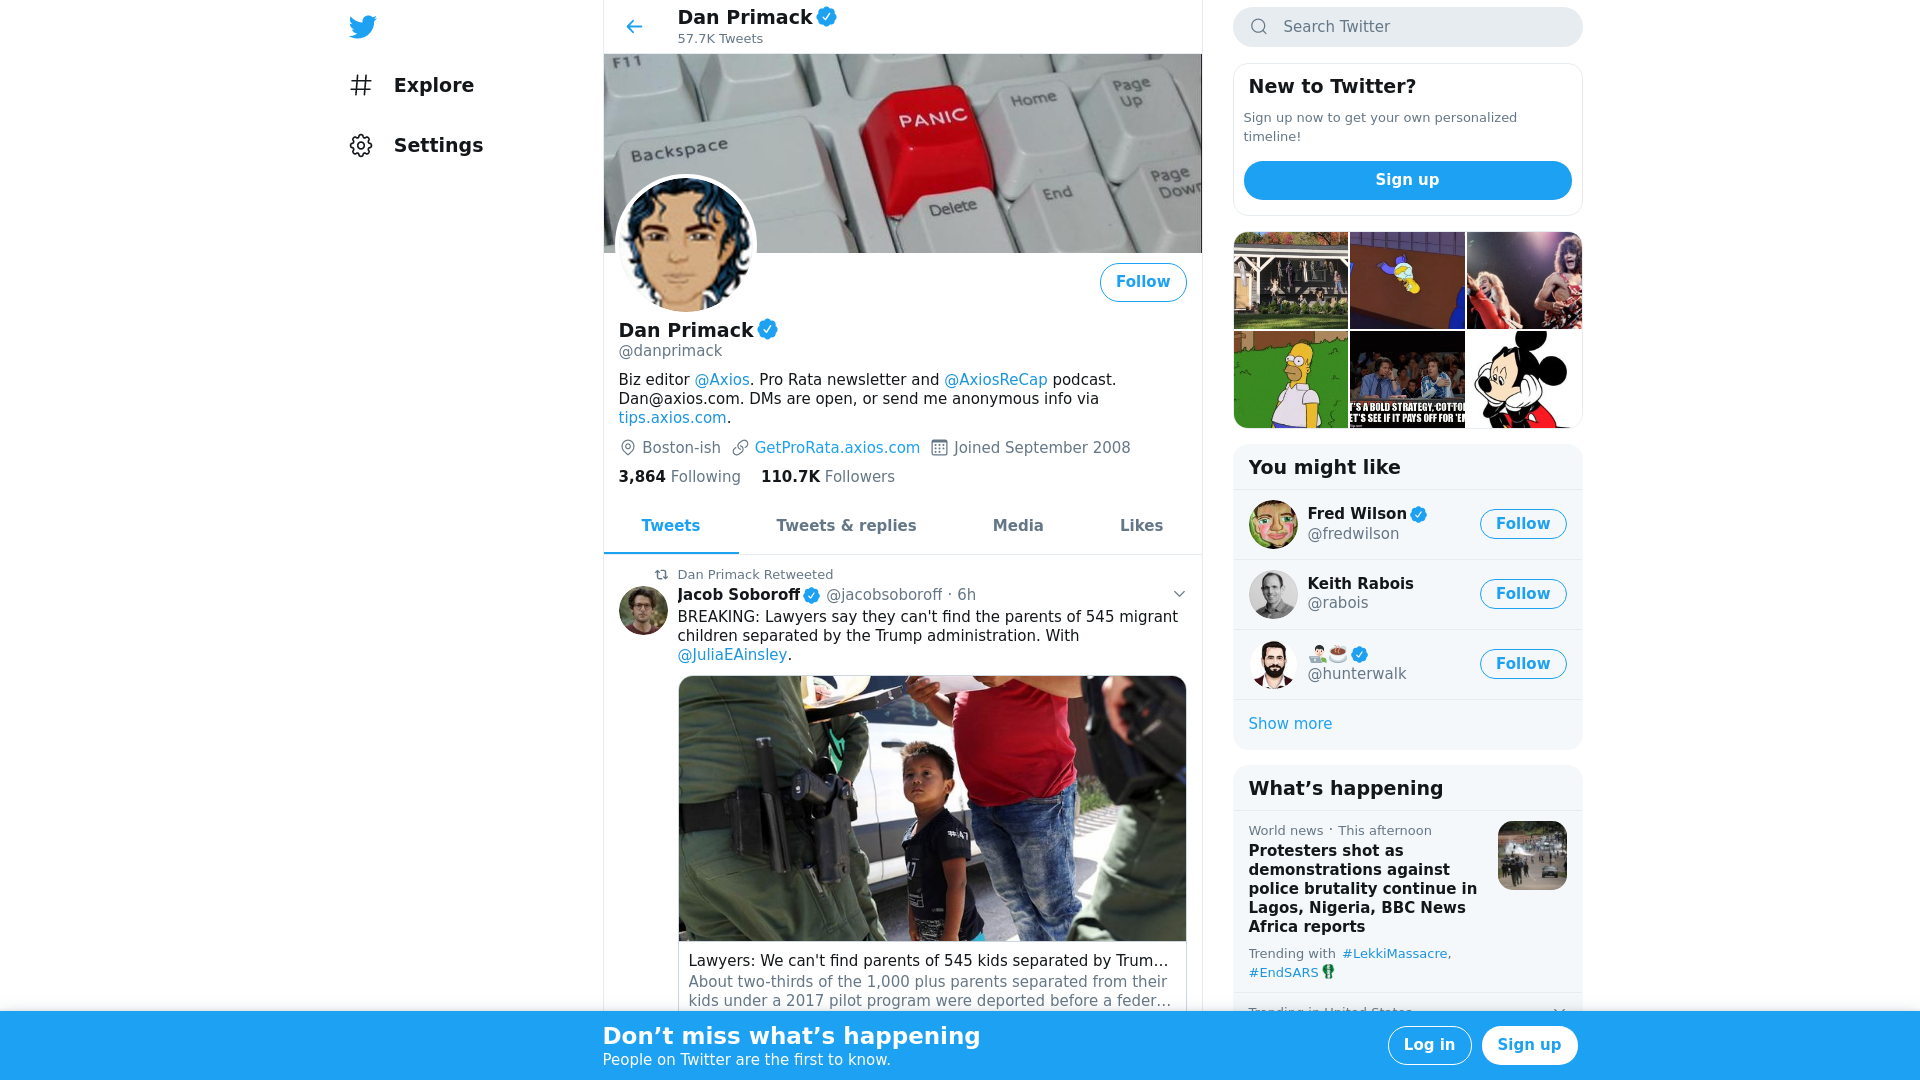 Explore
Settings
Dan Primack
57.7K Tweets
F11
Backspace
PANIC
Delete
Home
End
Page
Up
Page
Down
Follow
Dan Primack
@danprimack
Biz editor @Axios. Pro Rata newsletter and @AxiosReCap podcast.
Dan@axios.com. DMs are open, or send me anonymous info via
tips.axios.com.
Boston-ish GetProRata.axios.com Joined September 2008
3,864 Following 110.7K Followers
Tweets Tweets & replies Media Likes
Dan Primack Retweeted
Jacob Soboroff @jacobsoboroff · 6h
BREAKING: Lawyers say they can't find the parents of 545 migrant
children separated by the Trump administration. With
@JuliaEAinsley.
Lawyers: We can't find parents of 545 kids separated by Trum…
About two-thirds of the 1,000 plus parents separated from their
kids under a 2017 pilot program were deported before a feder…
Search Twitter
New to Twitter?
Sign up now to get your own personalized
timeline!
Sign up
T'S A BOLD STRATEGY, COTTO
ET'S SEE IF IT PAYS OFF FOR 'E
You might like
Fred Wilson
@fredwilson
Follow
Keith Rabois
@rabois
Follow
@hunterwalk
Follow
Show more
What’s happening
World news · This afternoon
Protesters shot as
demonstrations against
police brutality continue in
Lagos, Nigeria, BBC News
Africa reports
Trending with #LekkiMassacre,
#EndSARS
Trending in United States
Don’t miss what’s happening
People on Twitter are the first to know.
Log in
Sign up